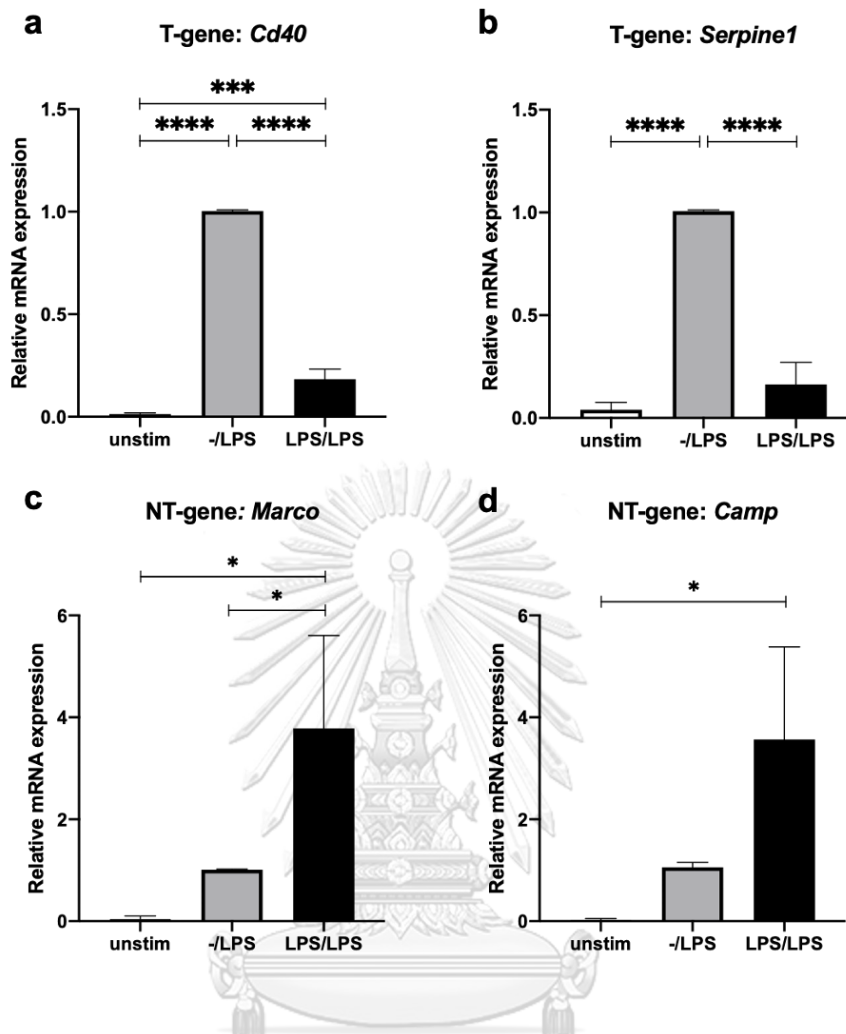 a
T-gene: Cd40
Relative mRNA expression
1.5
1.0
0.5
0.0
***
**** ****
unstim -/LPS LPS/LPS
b
T-gene: Serpine1
Relative mRNA expression
1.5
1.0
0.5
0.0
**** ****
unstim -/LPS LPS/LPS
c
NT-gene: Marco
Relative mRNA expression
6
4
2
0
*
*
unstim -/LPS LPS/LPS
d
NT-gene: Camp
Relative mRNA expression
6
4
2
0
*
unstim -/LPS LPS/LPS